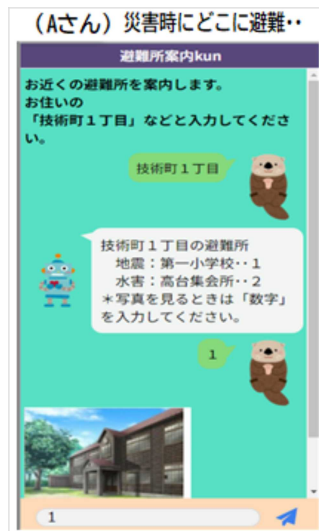 （Aさん）災害時にどこに避難‥
避難所案内kun
お近くの避難所を案内します。
お住いの
「技術町１丁目」などと入力してくださ
い。
技術町１丁目
技術町１丁目の避難所
　地震：第一小学校‥１
　水害：高台集会所‥２
＊写真を見るときは「数字」
を入力してください。
1
1